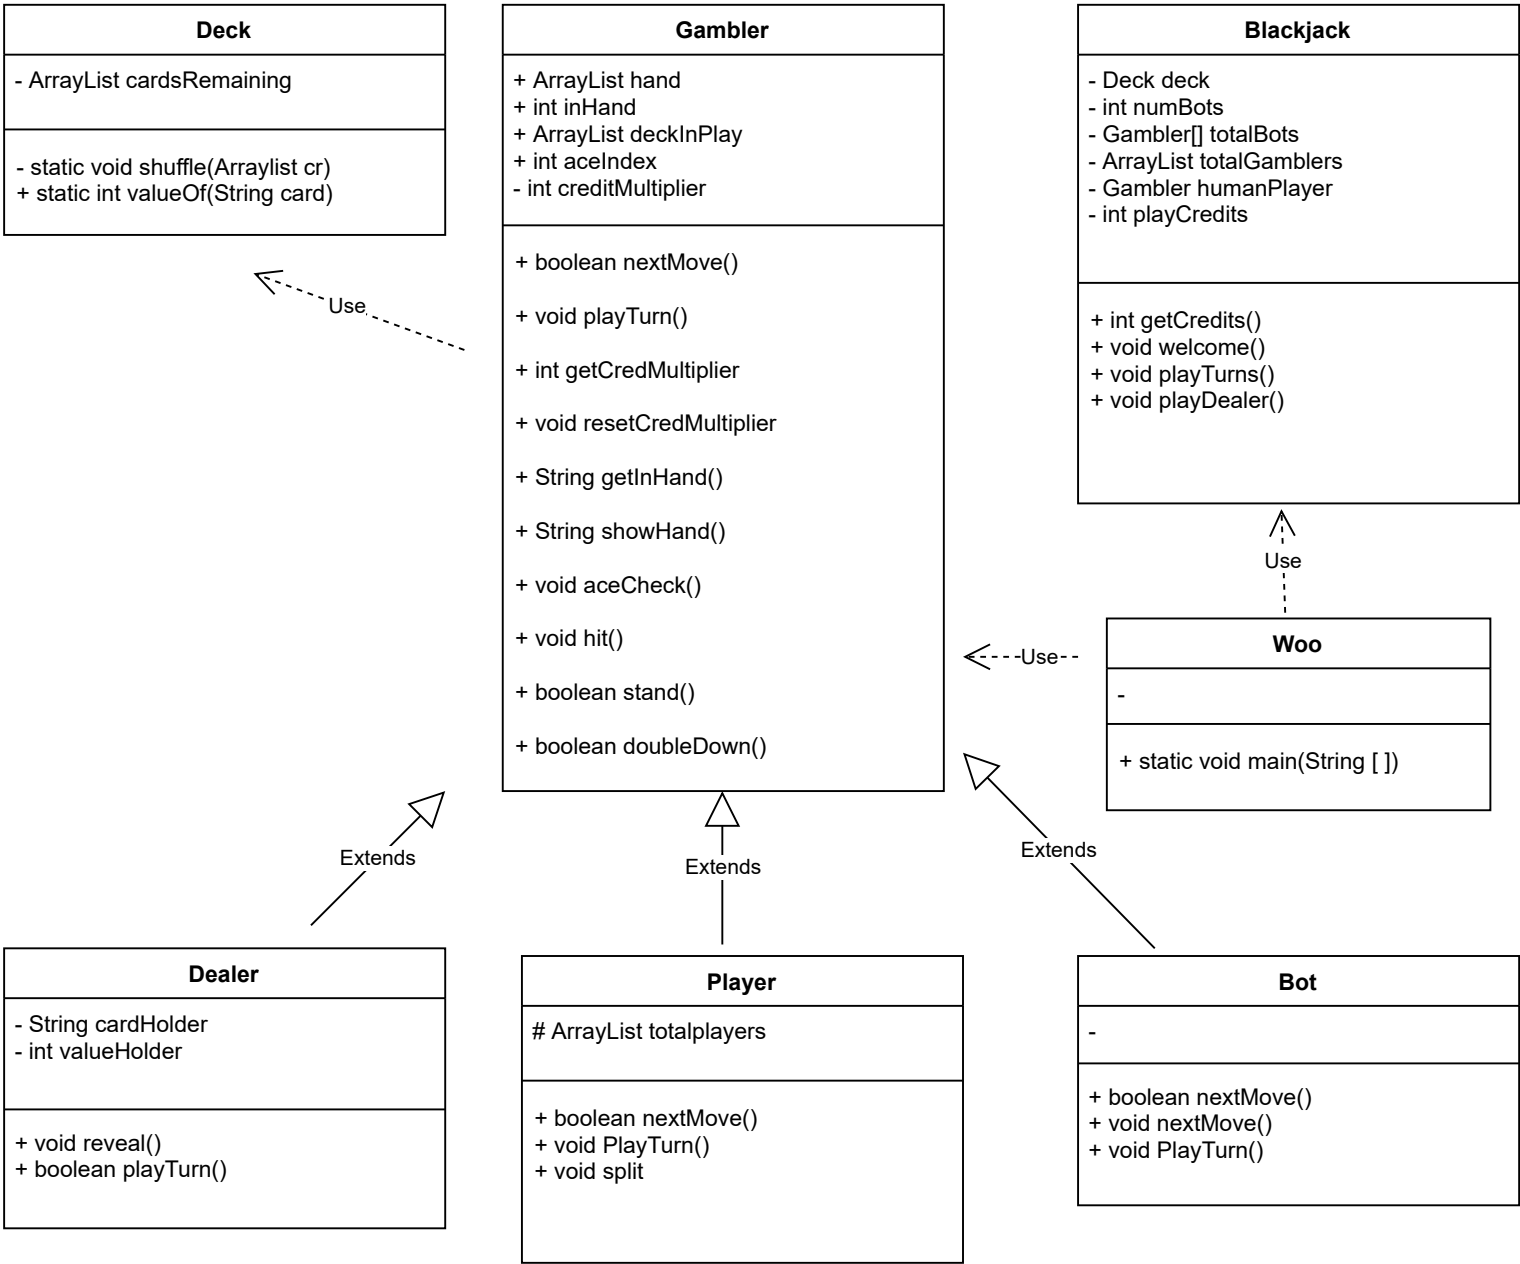 Deck
- ArrayList cardsRemaining
- static void shuffle(Arraylist cr)
+ static int valueOf(String card)
Use
Gambler
+ ArrayList hand
+ int inHand
+ ArrayList deckInPlay
+ int aceIndex
- int creditMultiplier
+ boolean nextMove()
+ void playTurn()
+ int getCredMultiplier
+ void resetCredMultiplier
+ String getInHand()
+ String showHand()
+ void aceCheck()
+ void hit()
+ boolean stand()
+ boolean doubleDown()
Blackjack
- Deck deck
- int numBots
- Gambler[] totalBots
- ArrayList totalGamblers
- Gambler humanPlayer
- int playCredits
+ int getCredits()
+ void welcome()
+ void playTurns()
+ void playDealer()
Use
Use
Woo
-
+ static void main(String [ ])
Extends
Extends
Extends
Dealer
- String cardHolder
- int valueHolder
+ void reveal()
+ boolean playTurn()
Player
# ArrayList totalplayers
+ boolean nextMove()
+ void PlayTurn()
+ void split
Bot
-
+ boolean nextMove()
+ void nextMove()
+ void PlayTurn()